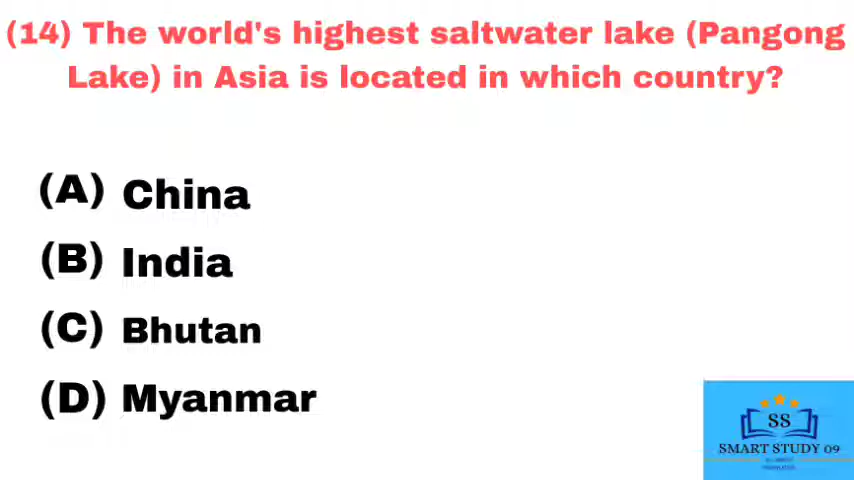 (14) The world's highest saltwater lake (Pangong
Lake) in Asia is located in which country?
(A) China
(B) India
(C) Bhutan
(D) Myanmar
SS
SMART STUDY 09